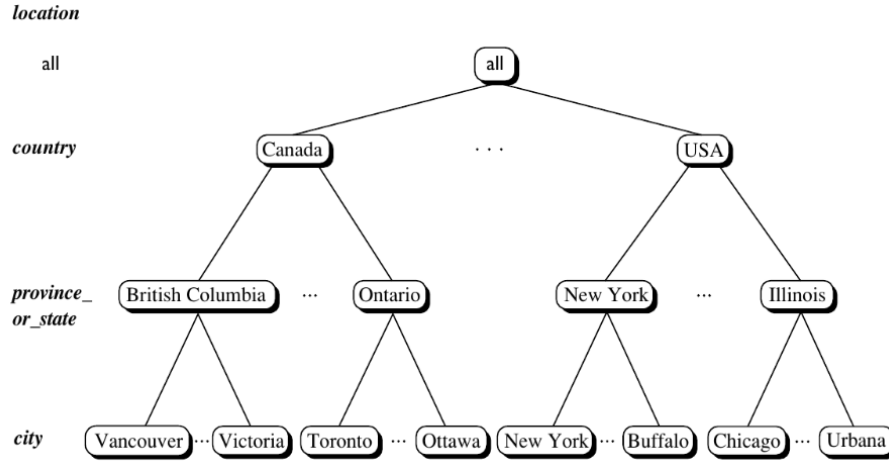 location
all
all
country
Canada
...
USA
province_
or_state
British Columbia
...
Ontario
New York
...
Illinois
city
Vancouver
...
Victoria
Toronto
...
Ottawa
New York
...
Buffalo
Chicago
...
Urbana